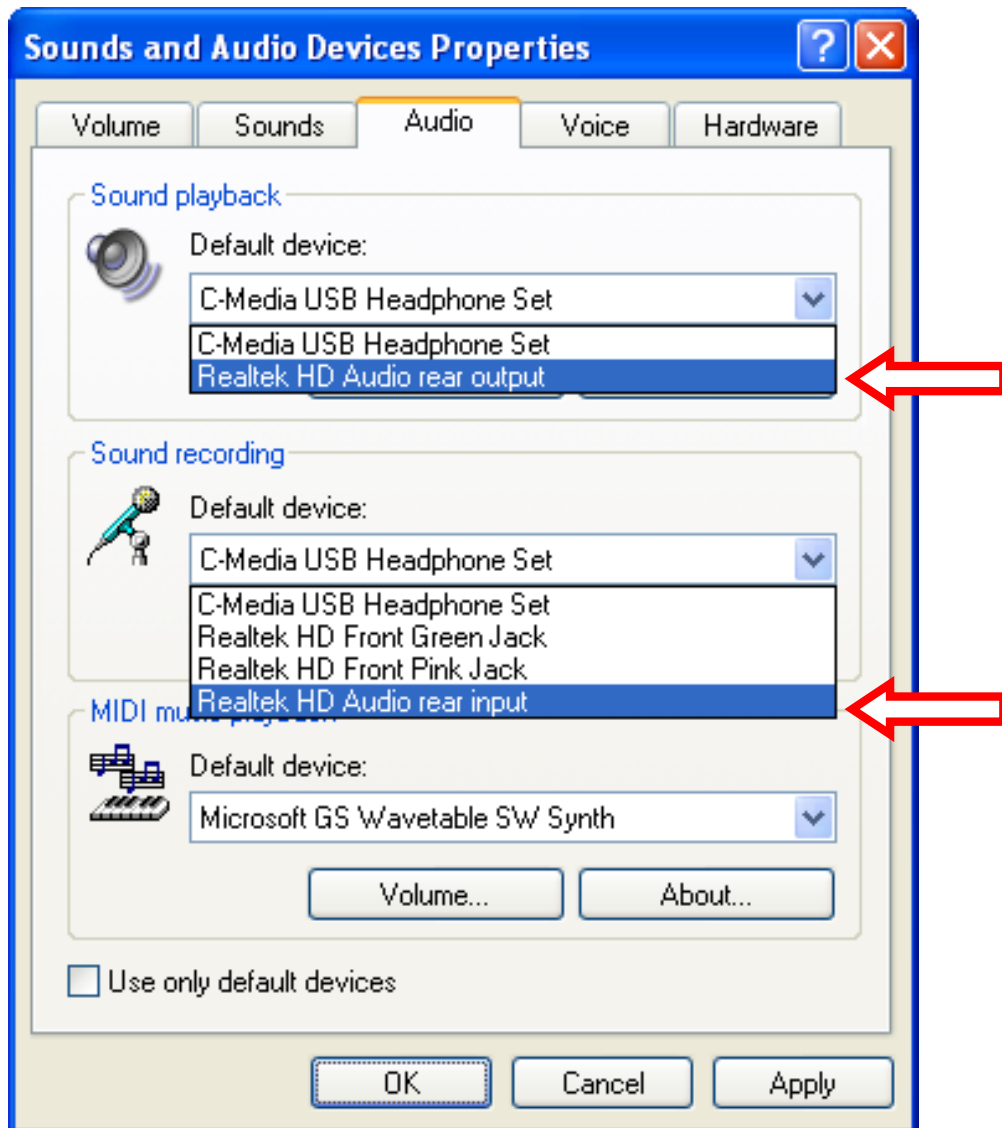 Sounds and Audio Devices Properties
?
Volume Sounds Audio Voice Hardware
Sound playback
Default device:
C-Media USB Headphone Set
C-Media USB Headphone Set
Realtek HD Audio rear output
Sound recording
Default device:
C-Media USB Headphone Set
C-Media USB Headphone Set
Realtek HD Front Green Jack
Realtek HD Front Pink Jack
Realtek HD Audio rear input
MIDI mu
Default device:
Microsoft GS Wavetable SW Synth
Volume... About...
Use only default devices
OK Cancel Apply